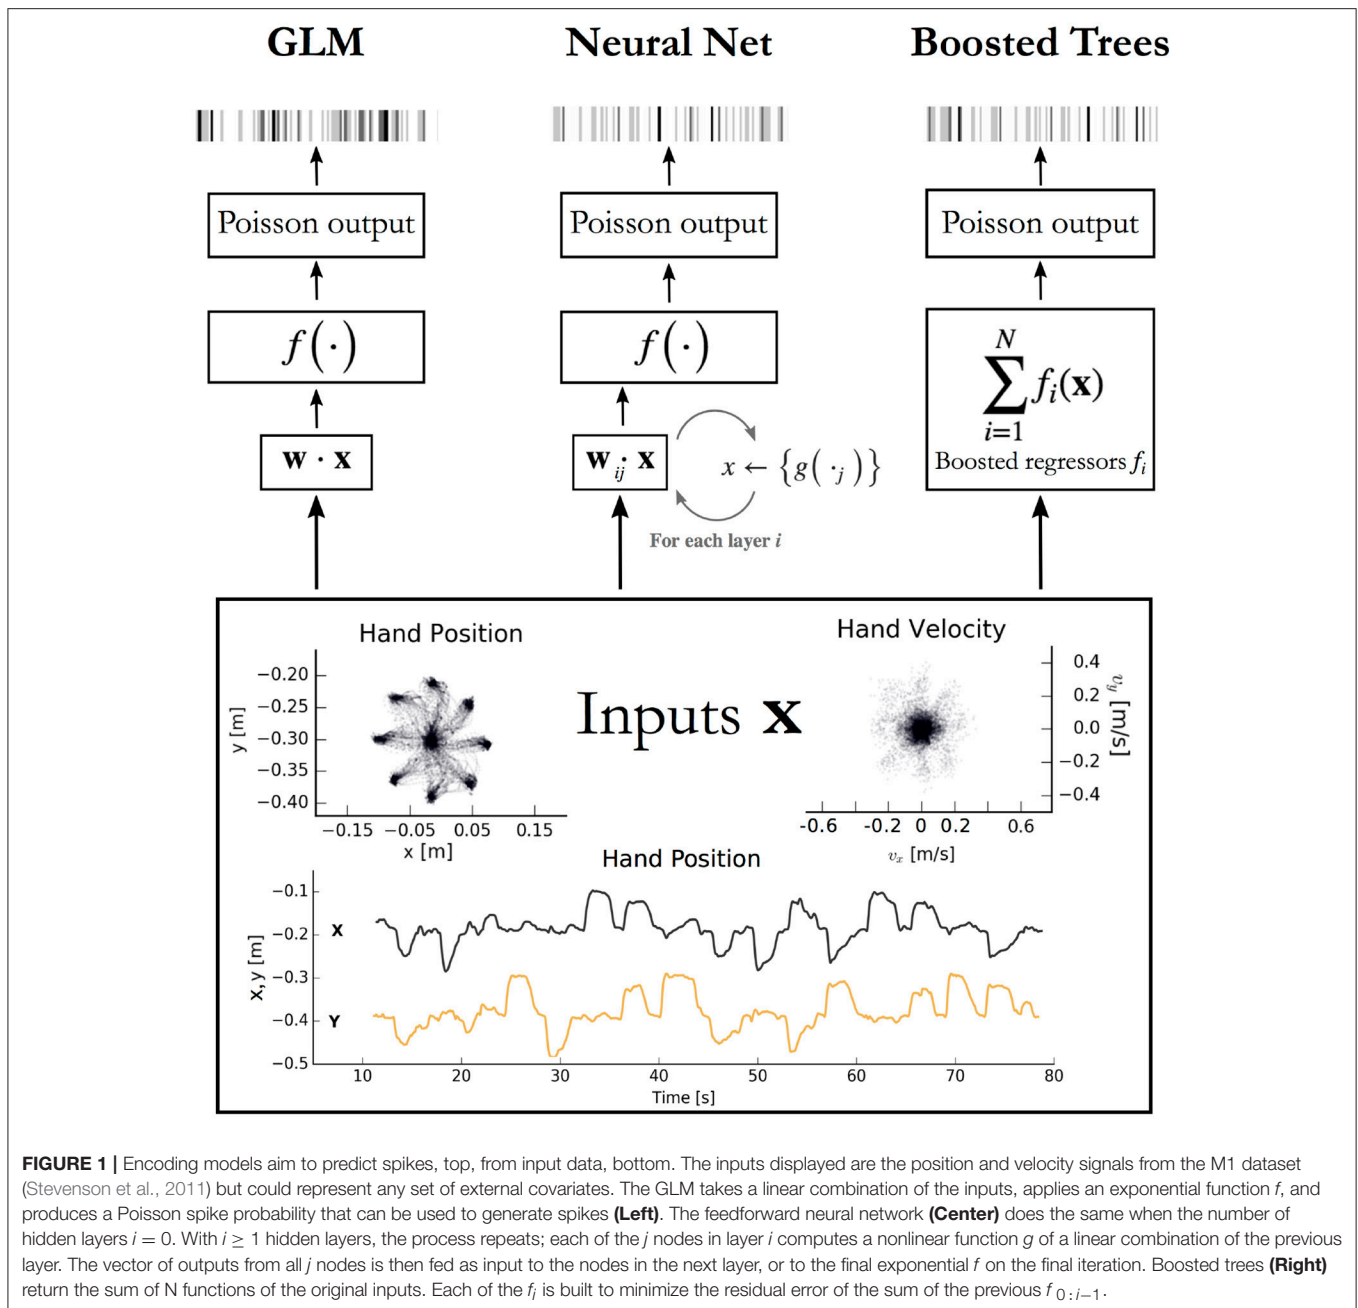 GLM
Neural Net
Boosted Trees
Poisson output
Poisson output
Poisson output
f(·)
f(·)
N
∑ f_i(x)
i=1
Boosted regressors f_i
w · x
w_ij · x
x ← {g(·_j)}
For each layer i
Inputs x
Hand Position
−0.20
−0.25
−0.30
−0.35
−0.40
y [m]
−0.15 −0.05 0.05 0.15
x [m]
Hand Velocity
0.4
0.2
0.0
−0.2
−0.4
v_y [m/s]
-0.6 -0.2 0 0.2 0.6
v_x [m/s]
Hand Position
−0.1
−0.2
−0.3
−0.4
−0.5
X, y [m]
X
Y
10 20 30 40 50 60 70 80
Time [s]
FIGURE 1 | Encoding models aim to predict spikes, top, from input data, bottom. The inputs displayed are the position and velocity signals from the M1 dataset
(Stevenson et al., 2011) but could represent any set of external covariates. The GLM takes a linear combination of the inputs, applies an exponential function f, and
produces a Poisson spike probability that can be used to generate spikes (Left). The feedforward neural network (Center) does the same when the number of
hidden layers i = 0. With i ≥ 1 hidden layers, the process repeats; each of the j nodes in layer i computes a nonlinear function g of a linear combination of the previous
layer. The vector of outputs from all j nodes is then fed as input to the nodes in the next layer, or to the final exponential f on the final iteration. Boosted trees (Right)
return the sum of N functions of the original inputs. Each of the f_i is built to minimize the residual error of the sum of the previous f_0:i−1.